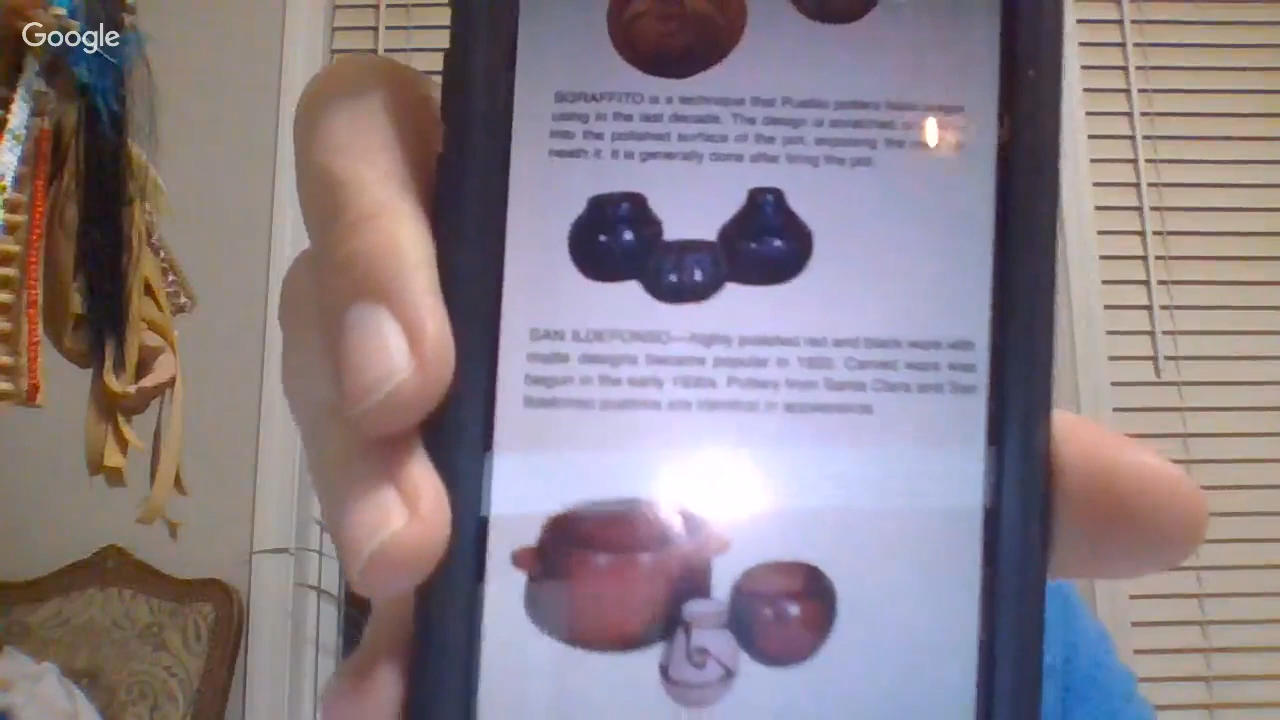 Google
SGRAFFITO is a technique that Pueblo potters have
using in the last decade. The design is scratched
into the polished surface of the pot, exposing the
neath it. It is generally done after firing the pot.
SAN ILDEFONSO—highly polished red and black ware with
matte designs became popular in 1920. Carved ware was
begun in the early 1930s. Pottery from Santa Clara and San
Ildefonso pueblos are identical in appearance.